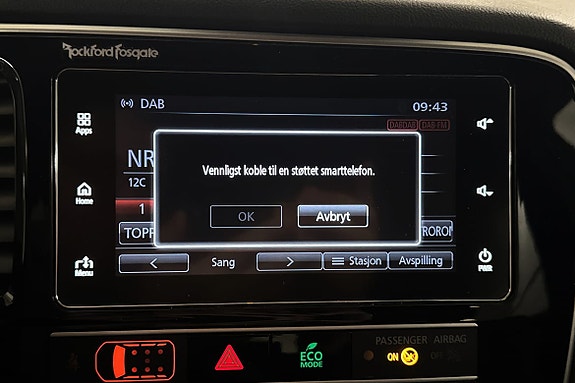 Rockford Fosgate
DAB
09:43
DAB-DAB DAB-FM
Apps
NR
12C
Vennligst koble til en støttet smarttelefon.
Home
1
OK
Avbryt
TOPP
RORON
Menu
<
Sang
>
Stasjon
Avspilling
PWR
PASSENGER AIRBAG
ECO
MODE
ON
OFF